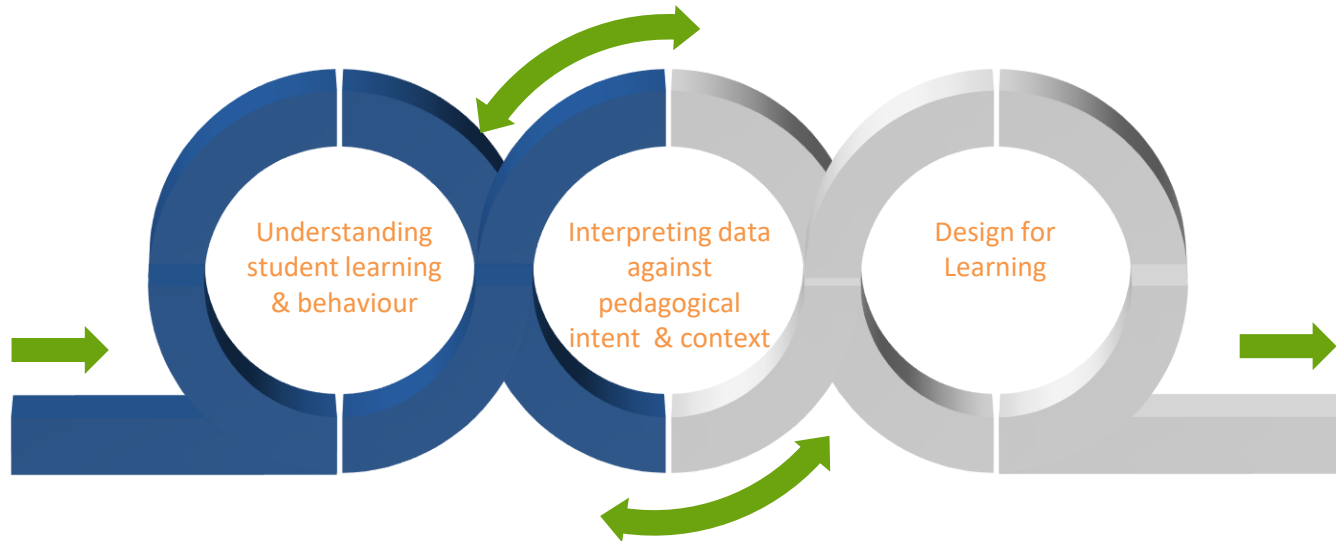 Understanding
student learning
& behaviour
Interpreting data
against
pedagogical
intent & context
Design for
Learning